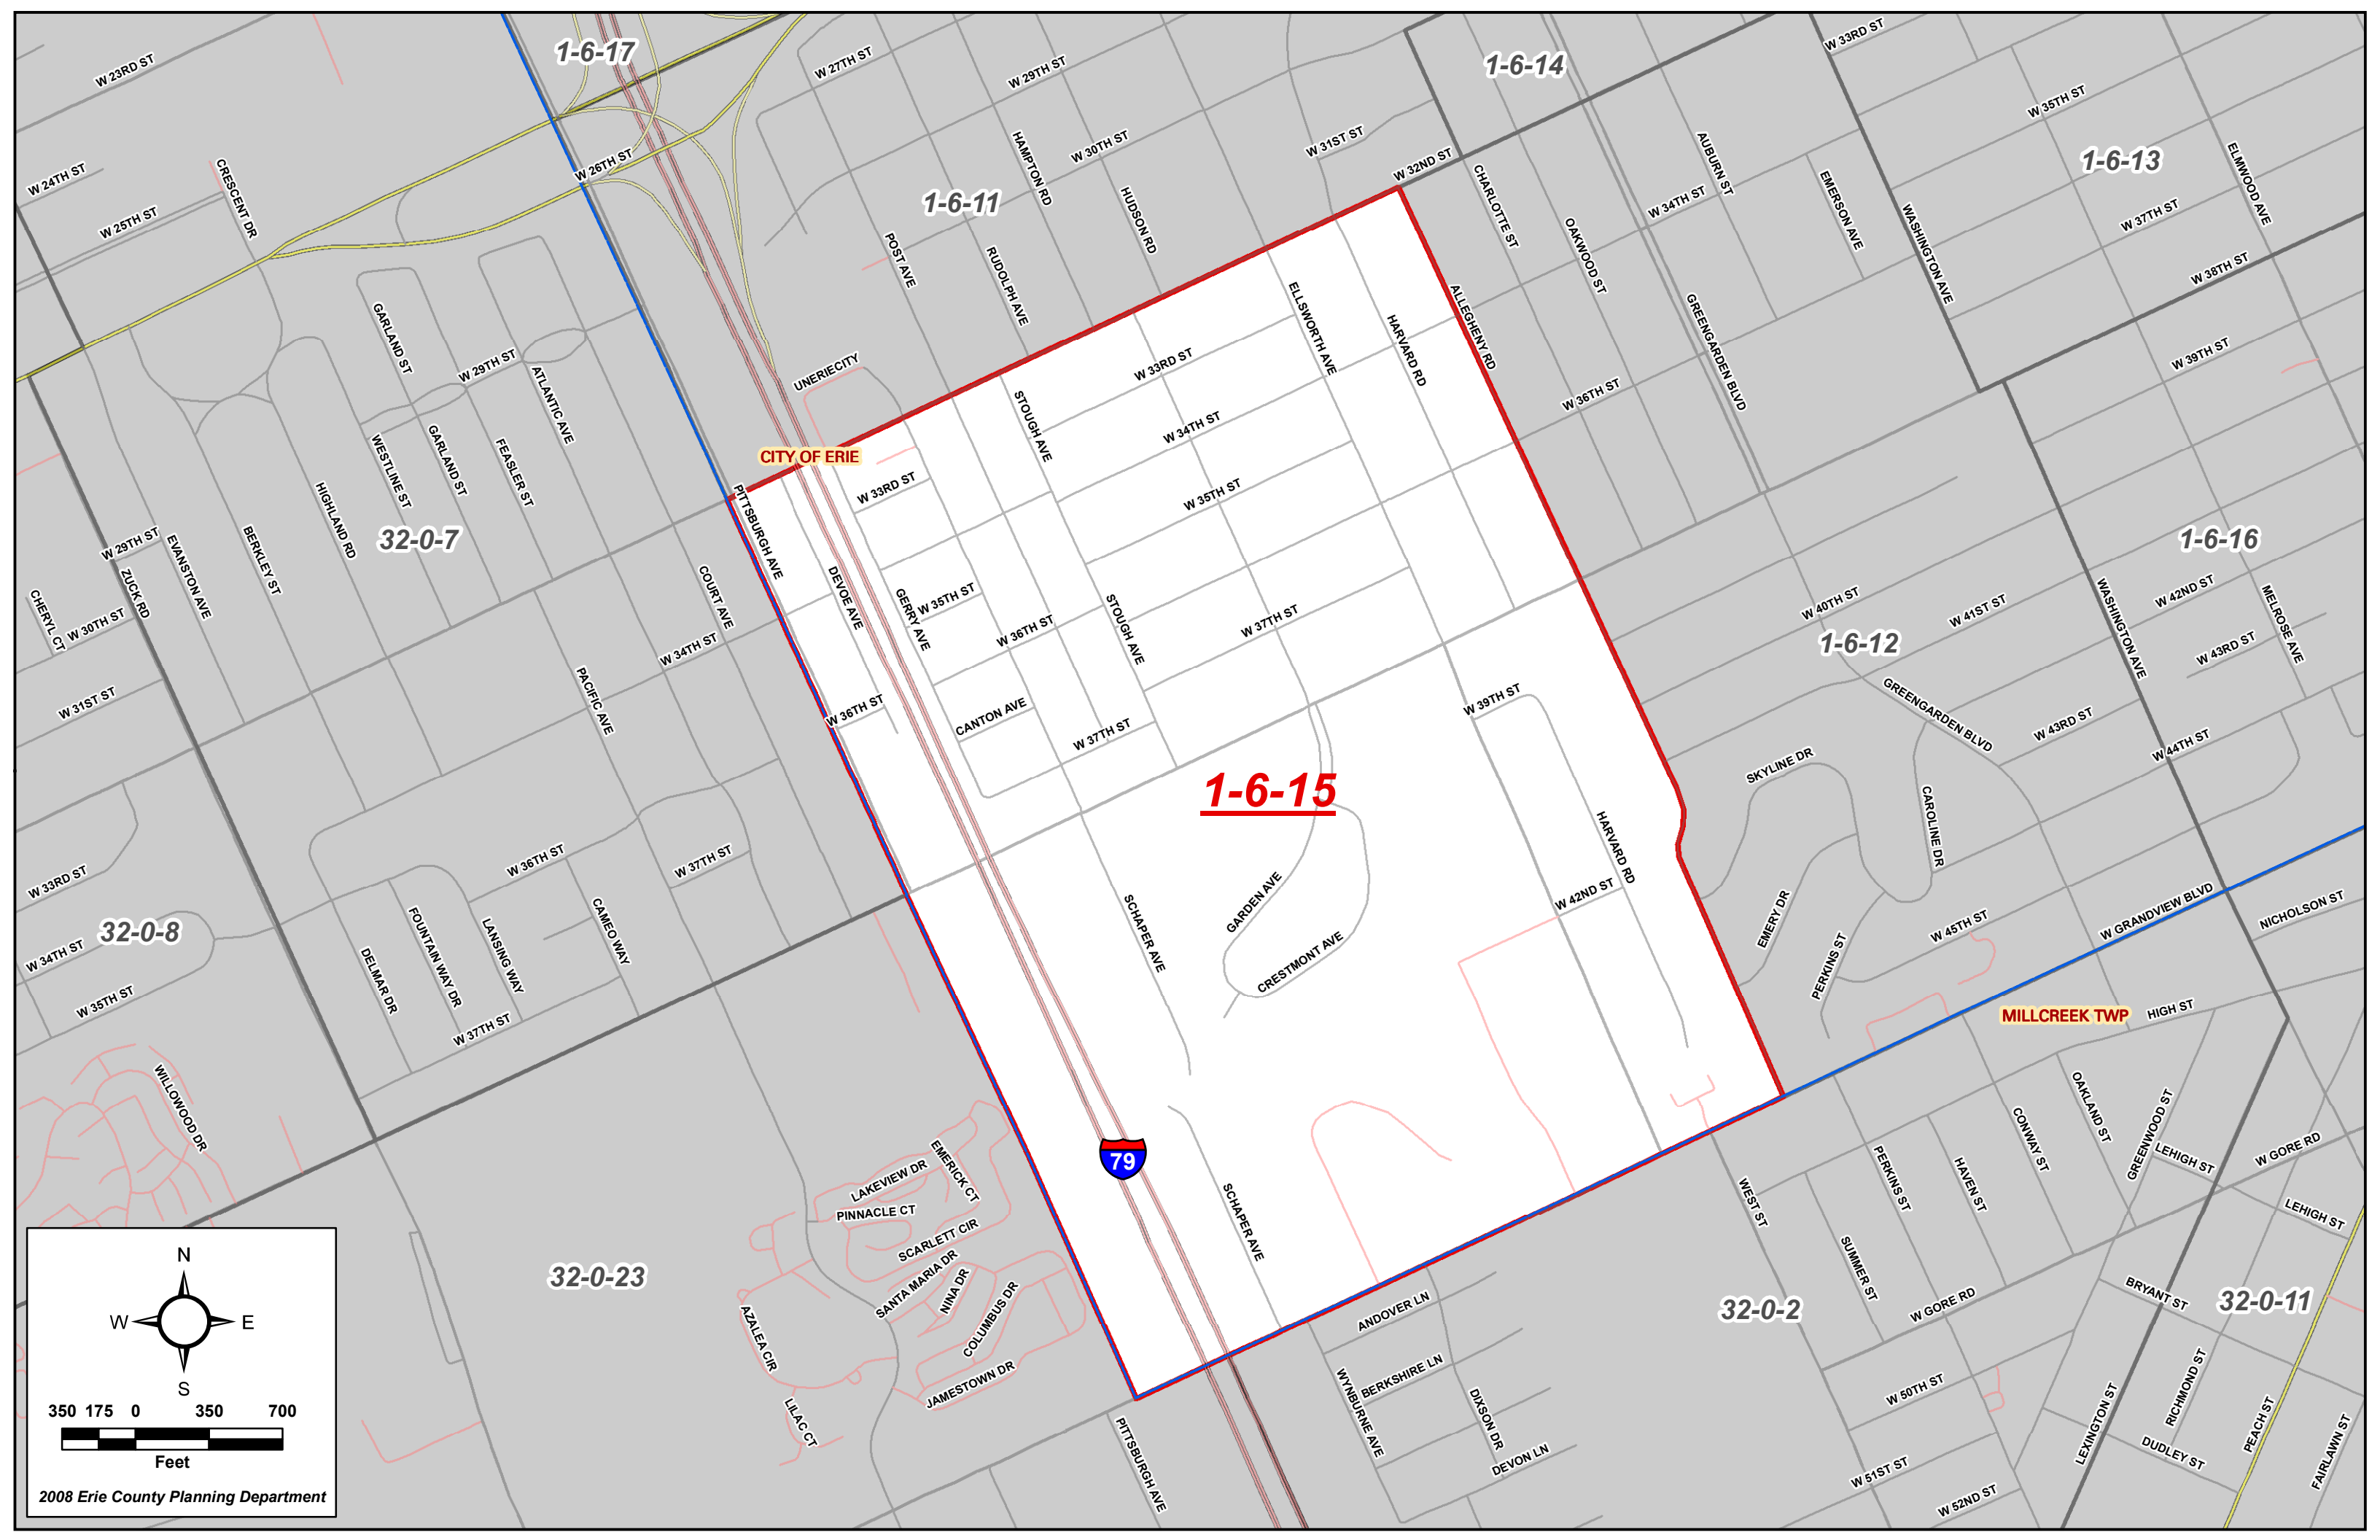 1-6-17
W 23RD ST
W 27TH ST
W 29TH ST
1-6-14
W 33RD ST
W 35TH ST
1-6-13
ELMWOOD AVE
W 24TH ST
W 25TH ST
CRESCENT DR
W 26TH ST
HAMPTON RD
W 30TH ST
W 31ST ST
W 32ND ST
1-6-11
HUDSON RD
CHARLOTTE ST
OAKWOOD ST
AUBURN ST
W 34TH ST
EMERSON AVE
WASHINGTON AVE
W 37TH ST
W 38TH ST
POST AVE
RUDOLPH AVE
GARLAND ST
W 29TH ST
ATLANTIC AVE
UNERIECITY
ELLSWORTH AVE
HARVARD RD
ALLEGHENY RD
GREENGARDEN BLVD
W 36TH ST
W 39TH ST
W 33RD ST
STOUGH AVE
W 34TH ST
CITY OF ERIE
WESTLINE ST
GARLAND ST
FEASLER ST
HIGHLAND RD
32-0-7
PITTSBURGH AVE
W 33RD ST
W 35TH ST
1-6-16
W 29TH ST
ZUCK RD
EVANSTON AVE
BERKLEY ST
CHERYL CT
W 30TH ST
W 31ST ST
COURT AVE
W 34TH ST
PACIFIC AVE
DEVOE AVE
GERRY AVE
W 35TH ST
W 36TH ST
STOUGH AVE
W 37TH ST
W 36TH ST
CANTON AVE
W 37TH ST
W 39TH ST
W 40TH ST
1-6-12
W 41ST ST
W 42ND ST
WASHINGTON AVE
MELROSE AVE
W 43RD ST
GREENGARDEN BLVD
W 43RD ST
W 44TH ST
SKYLINE DR
CAROLINE DR
1-6-15
HARVARD RD
W 42ND ST
GARDEN AVE
CRESTMONT AVE
SCHAPER AVE
EMERY DR
PERKINS ST
W 45TH ST
W GRANDVIEW BLVD
NICHOLSON ST
MILLCREEK TWP
HIGH ST
W 33RD ST
32-0-8
W 34TH ST
W 35TH ST
W 36TH ST
W 37TH ST
CAMEO WAY
LANSING WAY
FOUNTAIN WAY DR
DELMAR DR
W 37TH ST
WILLOWOOD DR
EMERICK CT
LAKEVIEW DR
PINNACLE CT
SCARLETT CIR
SANTA MARIA DR
NINA DR
COLUMBUS DR
JAMESTOWN DR
AZALEA CIR
LILAC CT
32-0-23
79
SCHAPER AVE
PITTSBURGH AVE
ANDOVER LN
BERKSHIRE LN
WYNBURNE AVE
DIXSON DR
DEVON LN
WEST ST
32-0-2
PERKINS ST
SUMMER ST
HAVEN ST
CONWAY ST
OAKLAND ST
GREENWOOD ST
LEHIGH ST
W GORE RD
LEHIGH ST
W GORE RD
BRYANT ST
32-0-11
W 50TH ST
W 51ST ST
W 52ND ST
LEXINGTON ST
RICHMOND ST
DUDLEY ST
PEACH ST
FAIRLAWN ST
N
W E
S
350 175 0 350 700
Feet
2008 Erie County Planning Department